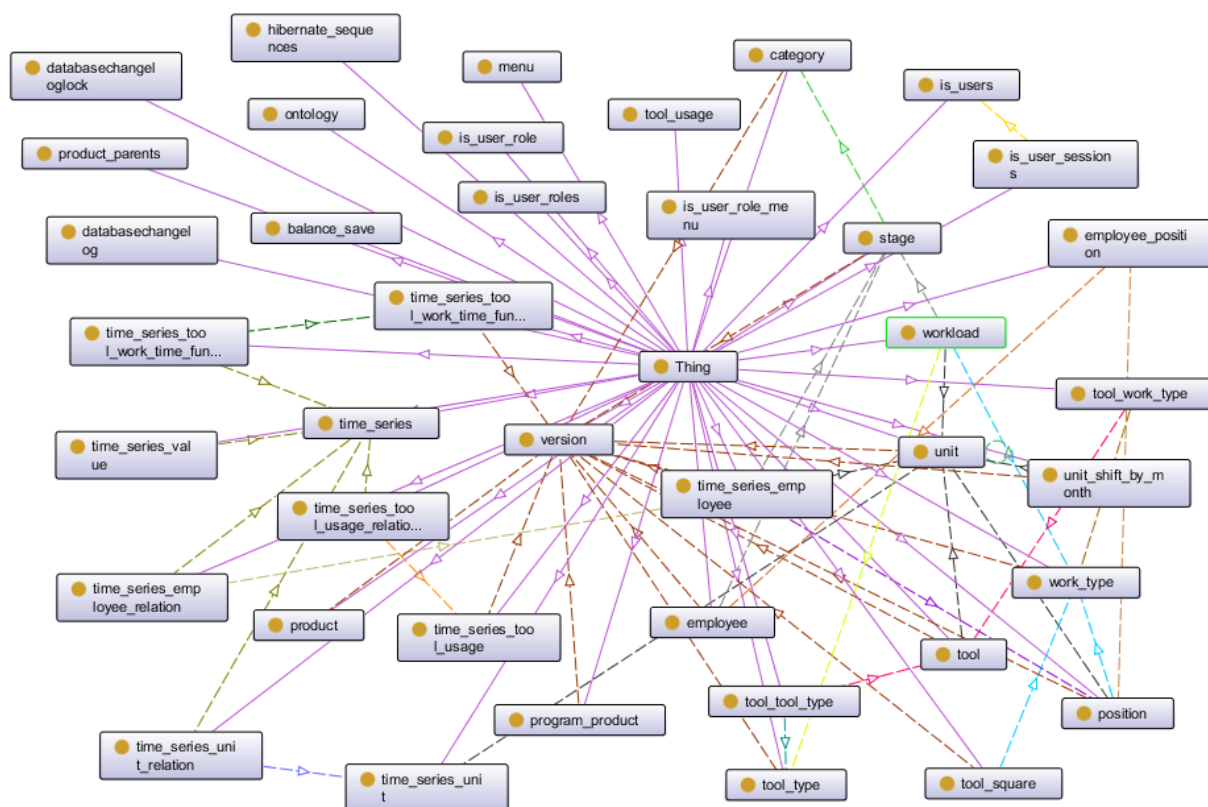 hibernate_seque
nces
category
databasechangel
oglock
menu
is_users
ontology
tool_usage
is_user_role
product_parents
is_user_session
s
is_user_roles
is_user_role_me
nu
databasechangel
og
balance_save
stage
employee_positi
on
time_series_too
l_work_time_fun...
time_series_too
l_work_time_fun...
workload
Thing
tool_work_type
time_series
time_series_val
ue
version
unit
time_series_emp
loyee
unit_shift_by_m
onth
time_series_too
l_usage_relatio...
time_series_emp
loyee_relation
work_type
product
time_series_too
l_usage
employee
tool
tool_tool_type
position
program_product
time_series_uni
t_relation
time_series_uni
t
tool_type
tool_square